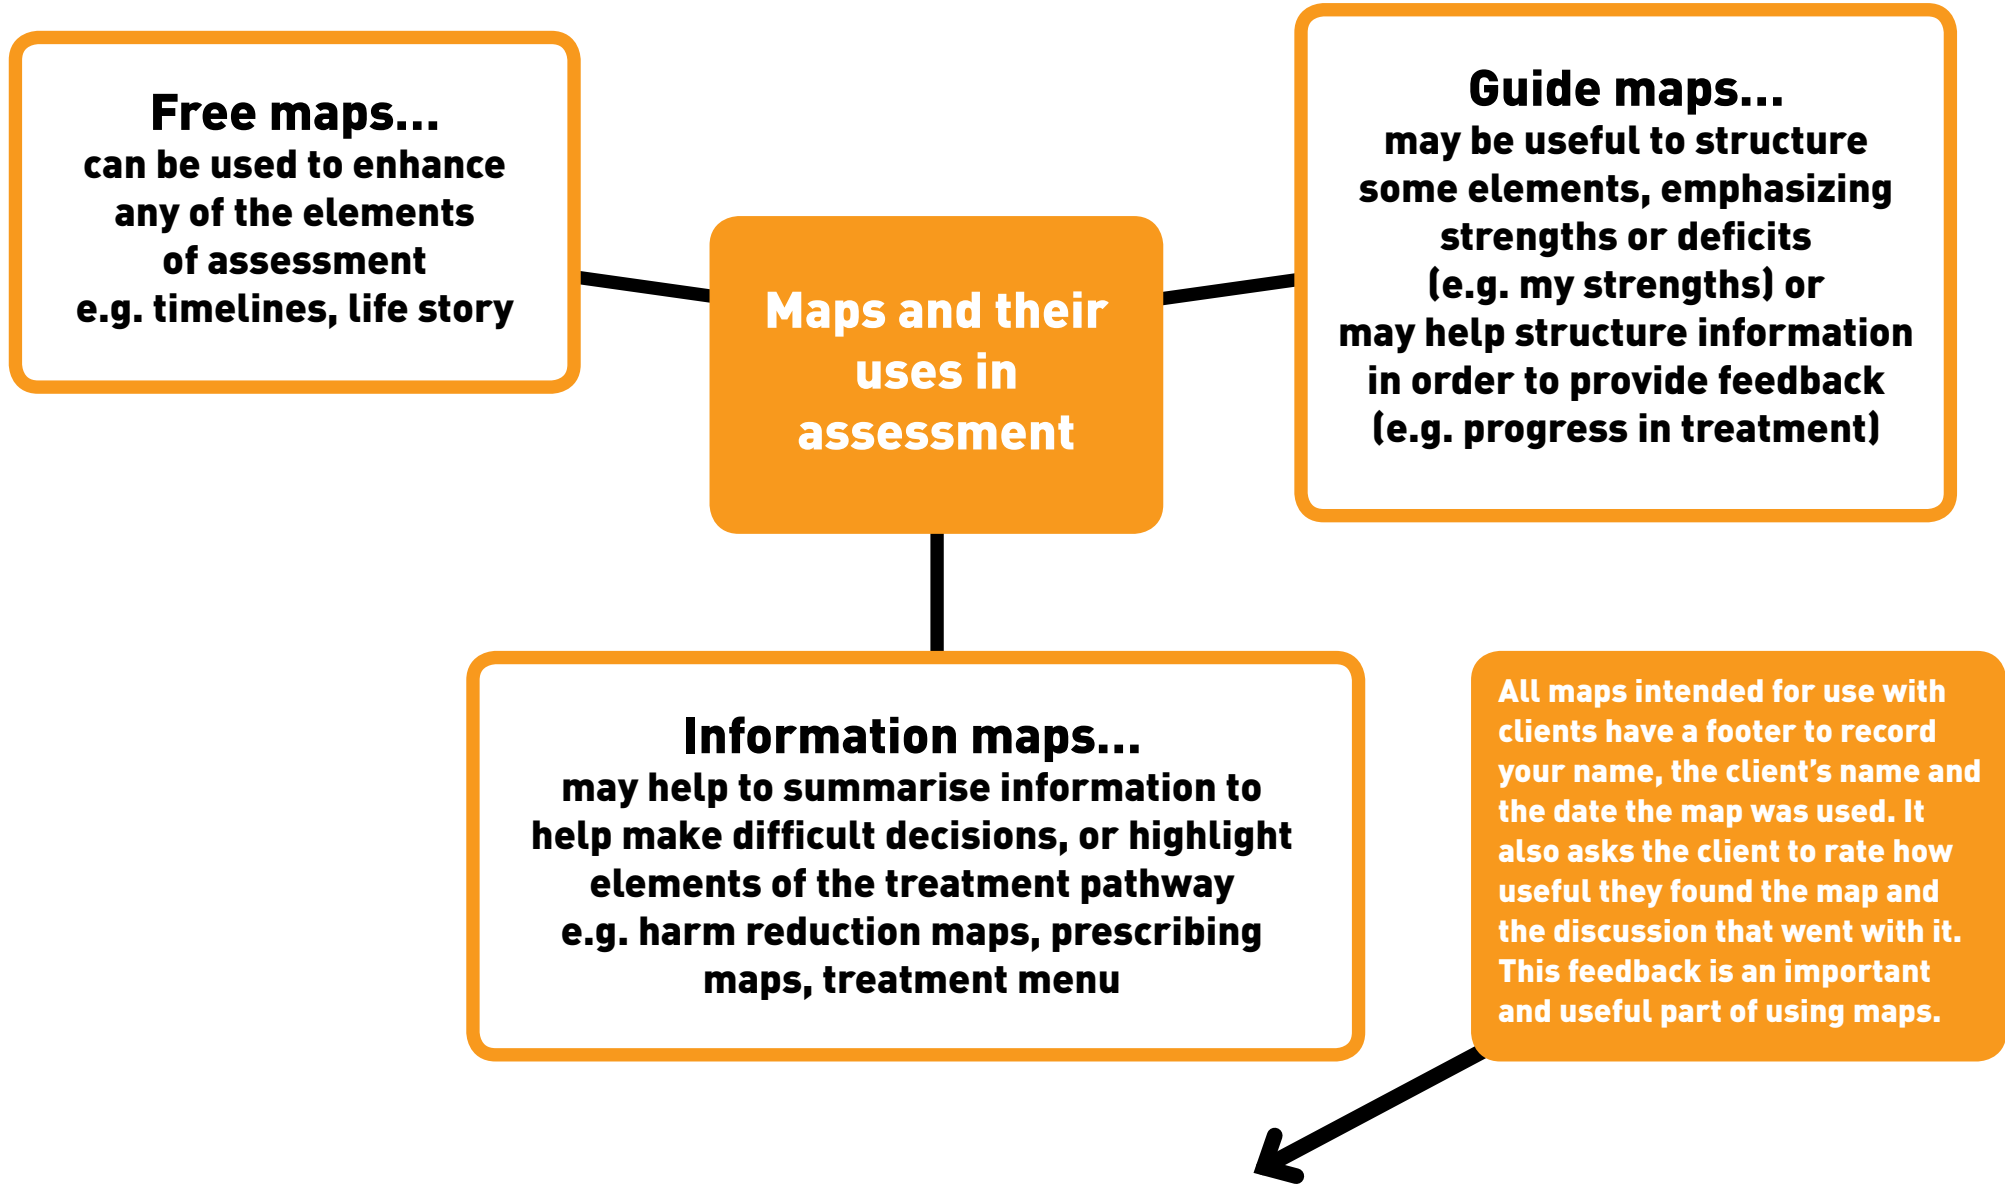 Free maps...
can be used to enhance
any of the elements
of assessment
e.g. timelines, life story
Guide maps...
may be useful to structure
some elements, emphasizing
strengths or deficits
(e.g. my strengths) or
may help structure information
in order to provide feedback
(e.g. progress in treatment)
Maps and their
uses in
assessment
Information maps...
may help to summarise information to
help make difficult decisions, or highlight
elements of the treatment pathway
e.g. harm reduction maps, prescribing
maps, treatment menu
All maps intended for use with
clients have a footer to record
your name, the client’s name and
the date the map was used. It
also asks the client to rate how
useful they found the map and
the discussion that went with it.
This feedback is an important
and useful part of using maps.